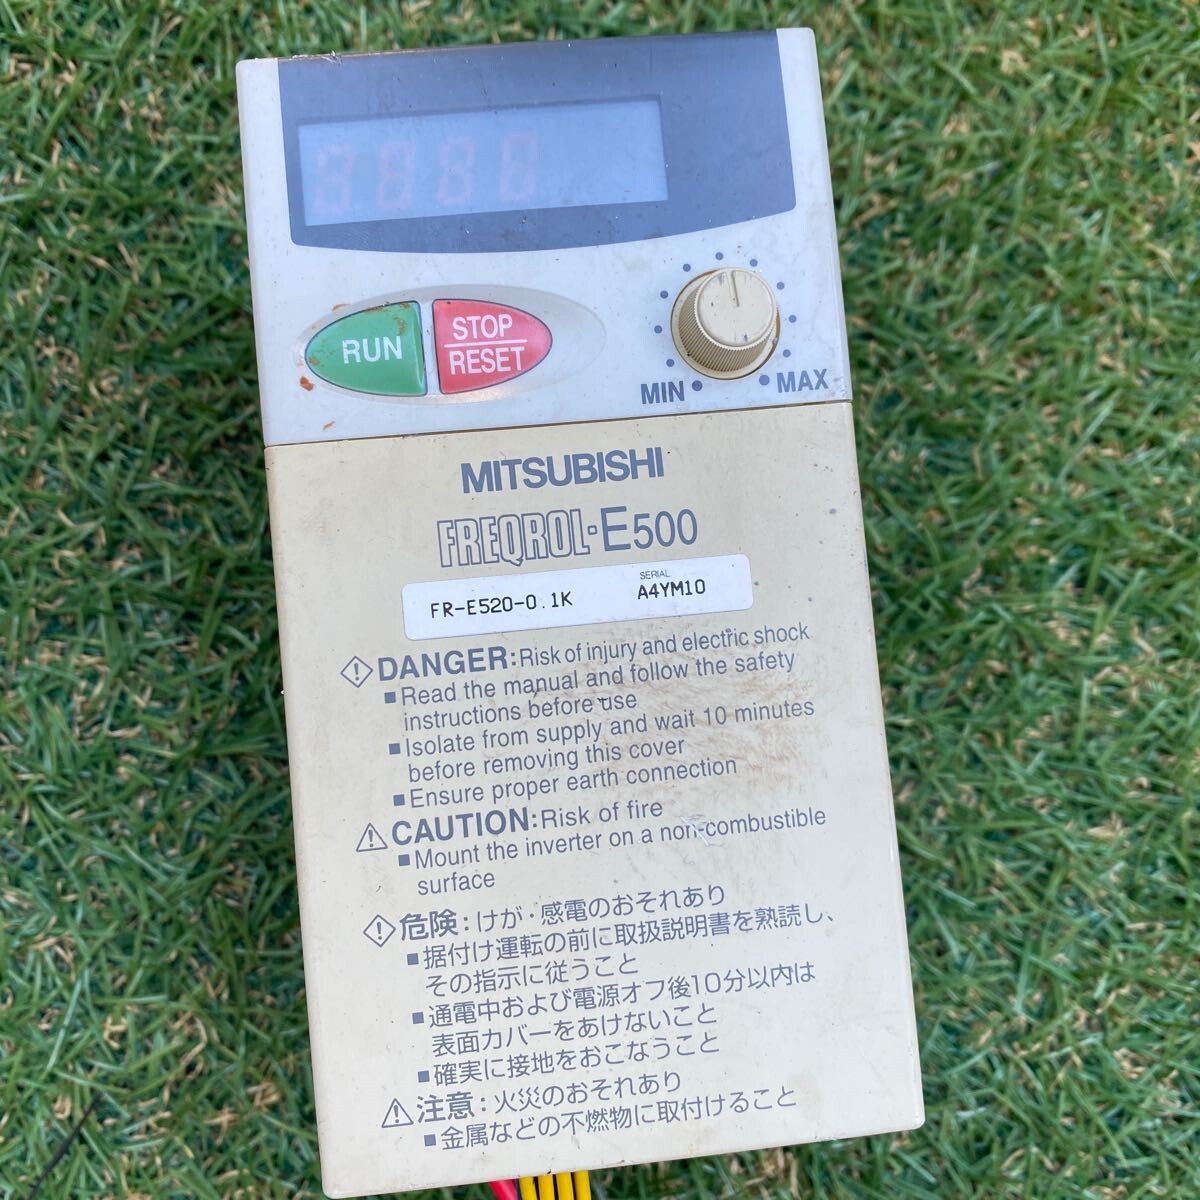 RUN
STOP
RESET
MIN
MAX
MITSUBISHI
FREQROL-E500
SERIAL
FR-E520-0.1K A4YM10
DANGER:Risk of injury and electric shock
■Read the manual and follow the safety
instructions before use
■Isolate from supply and wait 10 minutes
before removing this cover
■Ensure proper earth connection
CAUTION:Risk of fire
■Mount the inverter on a non-combustible
surface
危険:けが・感電のおそれあり
■据付け運転の前に取扱説明書を熟読し、
その指示に従うこと
■通電中および電源オフ後10分以内は
表面カバーをあけないこと
■確実に接地をおこなうこと
注意:火災のおそれあり
■金属などの不燃物に取付けること